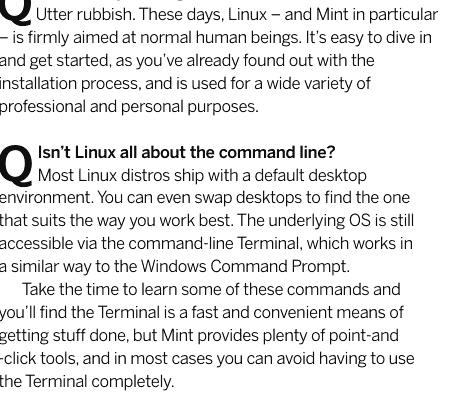 Q Utter rubbish. These days, Linux – and Mint in particular
– is firmly aimed at normal human beings. It's easy to dive in
and get started, as you've already found out with the
installation process, and is used for a wide variety of
professional and personal purposes.
Q Isn't Linux all about the command line?
Most Linux distros ship with a default desktop
environment. You can even swap desktops to find the one
that suits the way you work best. The underlying OS is still
accessible via the command-line Terminal, which works in
a similar way to the Windows Command Prompt.
Take the time to learn some of these commands and
you'll find the Terminal is a fast and convenient means of
getting stuff done, but Mint provides plenty of point-and
-click tools, and in most cases you can avoid having to use
the Terminal completely.